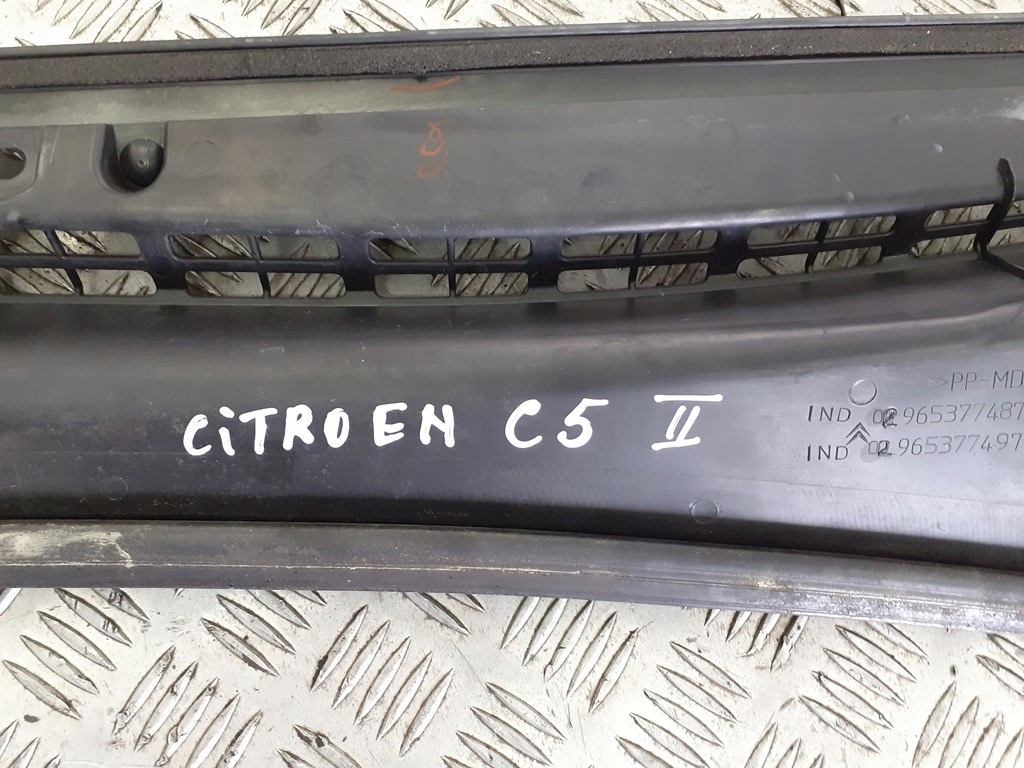 CiTROEN C5 II
>PP-MD
IND 02 965377487
IND 02 965377497